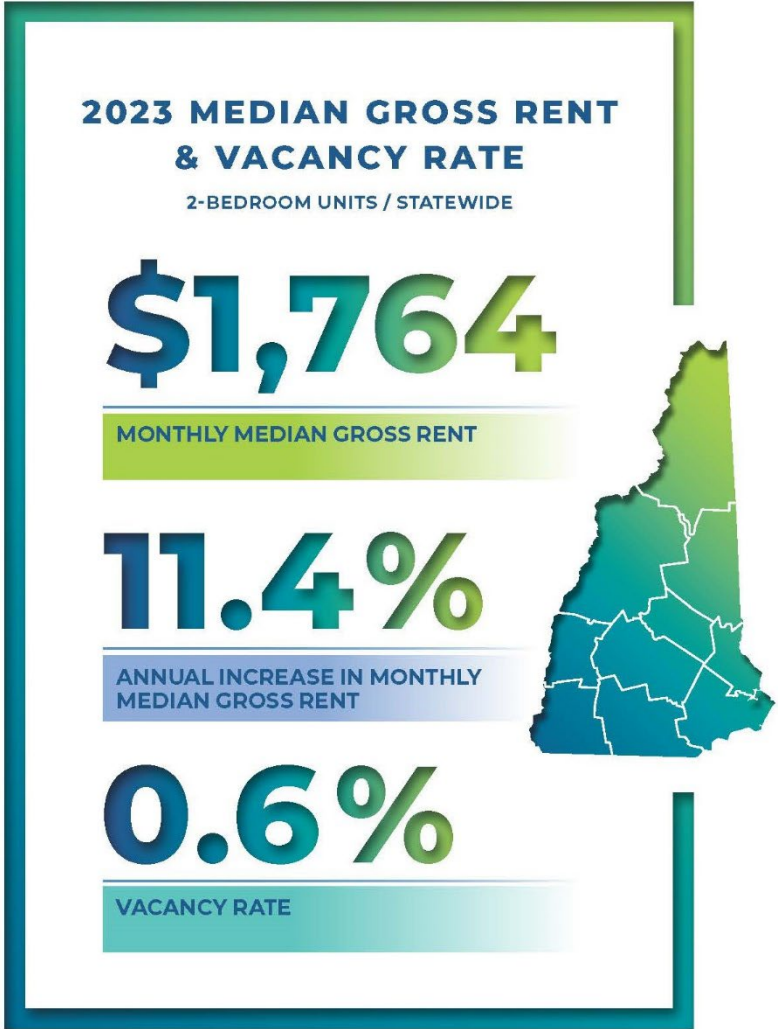 2023 MEDIAN GROSS RENT
& VACANCY RATE
2-BEDROOM UNITS / STATEWIDE
$1,764
MONTHLY MEDIAN GROSS RENT
11.4%
ANNUAL INCREASE IN MONTHLY
MEDIAN GROSS RENT
0.6%
VACANCY RATE